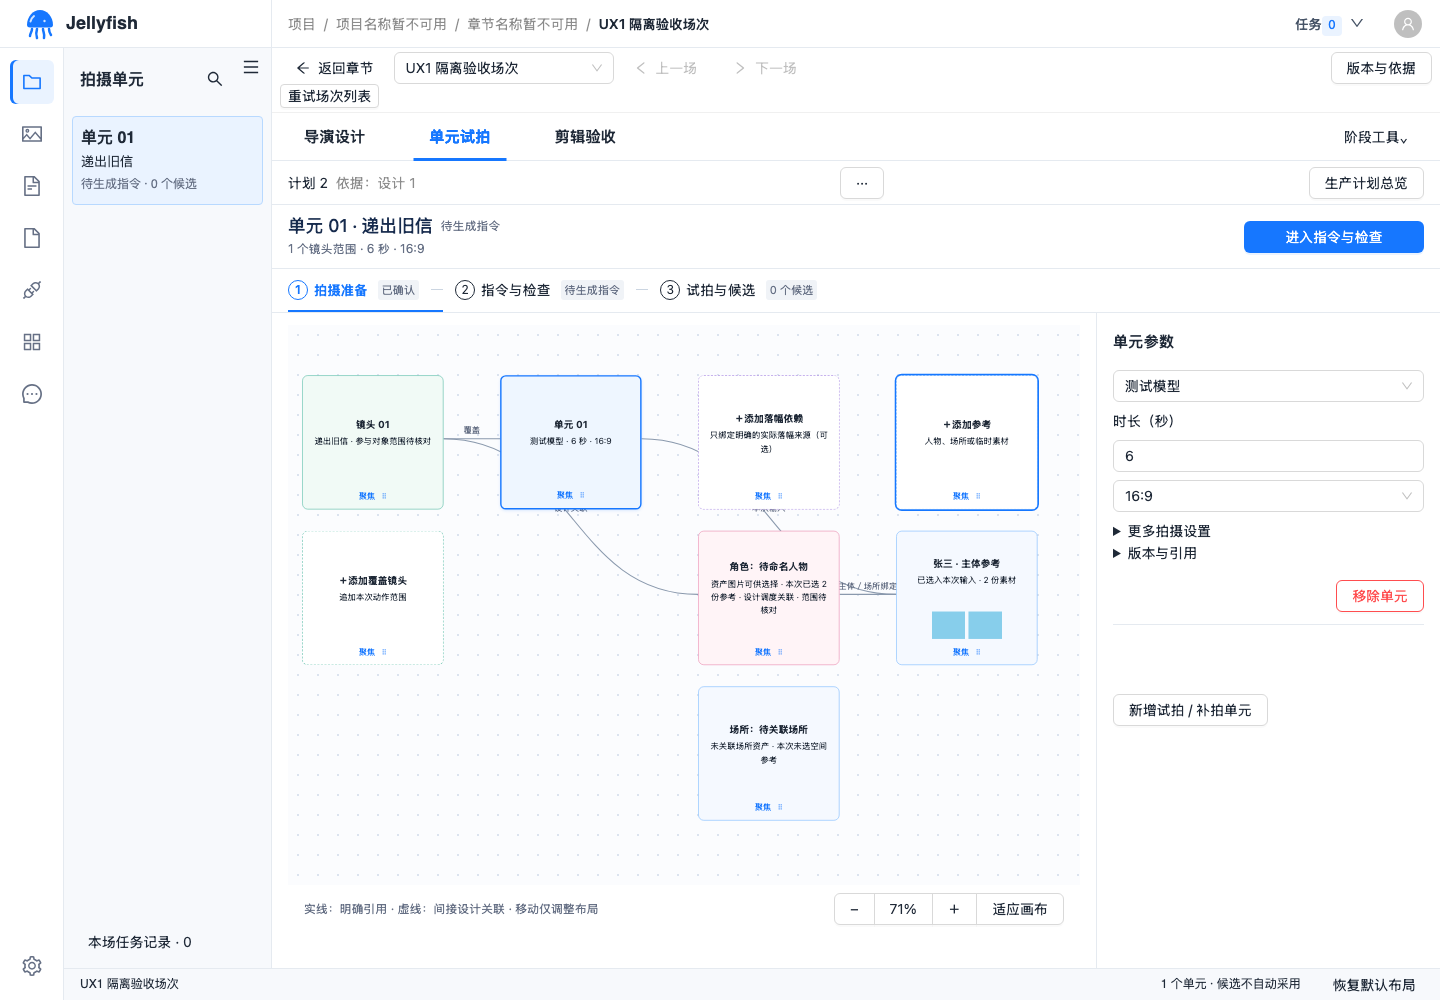 Jellyfish
项目 / 项目名称暂不可用 / 章节名称暂不可用 / UX1 隔离验收场次
任务 0
拍摄单元
返回章节
UX1 隔离验收场次
上一场
下一场
版本与依据
重试场次列表
单元 01
递出旧信
待生成指令 · 0 个候选
导演设计
单元试拍
剪辑验收
阶段工具
计划 2 依据：设计 1
...
生产计划总览
单元 01 · 递出旧信 待生成指令
1 个镜头范围 · 6 秒 · 16:9
进入指令与检查
1 拍摄准备 已确认
2 指令与检查 待生成指令
3 试拍与候选 0 个候选
镜头 01
递出旧信 · 参与对象范围待核对
聚焦
覆盖
单元 01
测试模型 · 6 秒 · 16:9
聚焦
＋添加落幅依赖
只绑定明确的实际落幅来源（可
选）
聚焦
＋添加参考
人物、场所或临时素材
聚焦
＋添加覆盖镜头
追加本次动作范围
聚焦
角色：待命名人物
资产图片可供选择 · 本次已选 2
份参考 · 设计调度关联 · 范围待
核对
聚焦
主体 / 场所绑定
张三 · 主体参考
已选入本次输入 · 2 份素材
聚焦
场所：待关联场所
未关联场所资产 · 本次未选空间
参考
聚焦
实线：明确引用 · 虚线：间接设计关联 · 移动仅调整布局
−
71%
+
适应画布
单元参数
测试模型
时长（秒）
6
16:9
更多拍摄设置
版本与引用
移除单元
新增试拍 / 补拍单元
本场任务记录 · 0
UX1 隔离验收场次
1 个单元 · 候选不自动采用
恢复默认布局